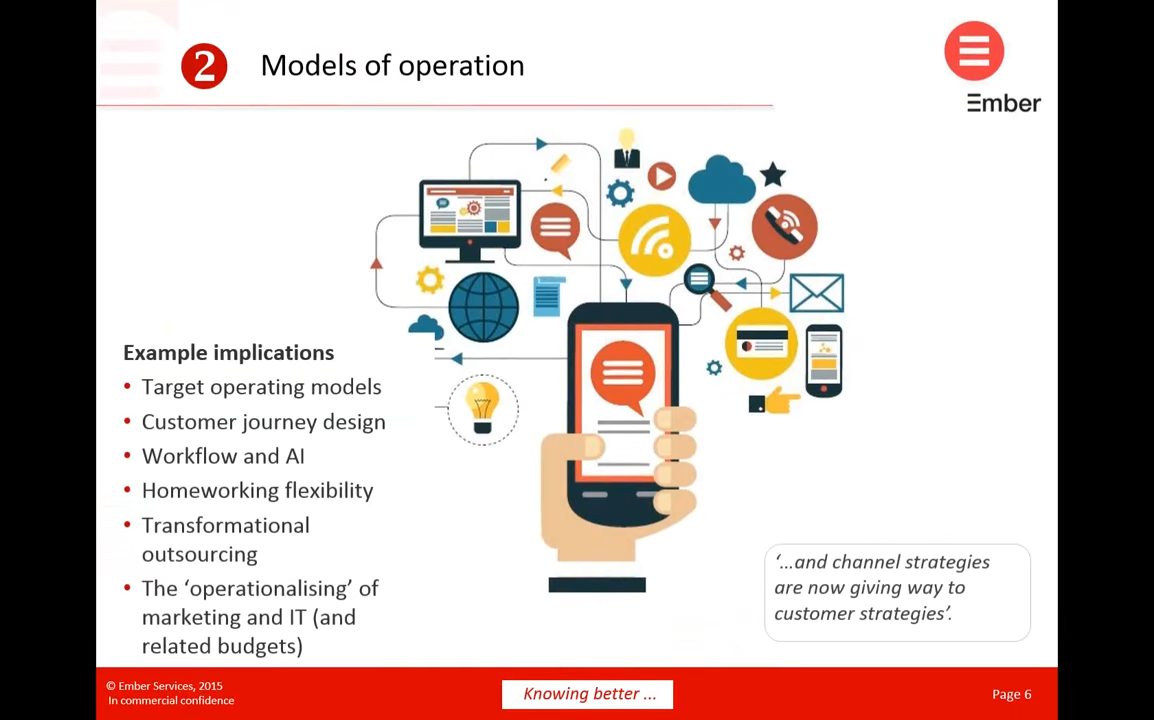 2 Models of operation
Ember
Example implications
• Target operating models
• Customer journey design
• Workflow and AI
• Homeworking flexibility
• Transformational
outsourcing
• The ‘operationalising’ of
marketing and IT (and
related budgets)
‘...and channel strategies
are now giving way to
customer strategies’.
© Ember Services, 2015
In commercial confidence
Knowing better ...
Page 6